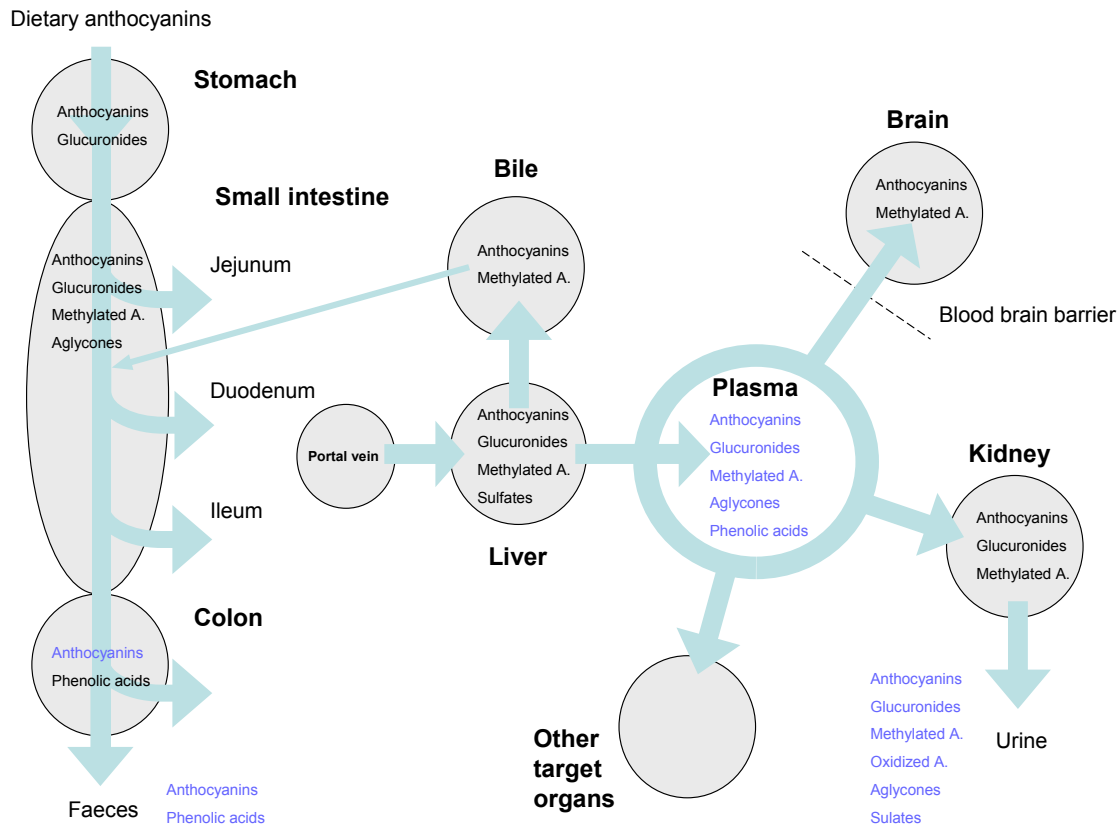 Dietary anthocyanins
Stomach
Anthocyanins
Glucuronides
Small intestine
Anthocyanins
Glucuronides
Methylated A.
Aglycones
Jejunum
Duodenum
Ileum
Colon
Anthocyanins
Phenolic acids
Faeces
Anthocyanins
Phenolic acids
Bile
Anthocyanins
Methylated A.
Portal vein
Anthocyanins
Glucuronides
Methylated A.
Sulfates
Liver
Plasma
Anthocyanins
Glucuronides
Methylated A.
Aglycones
Phenolic acids
Brain
Anthocyanins
Methylated A.
Blood brain barrier
Kidney
Anthocyanins
Glucuronides
Methylated A.
Other
target
organs
Anthocyanins
Glucuronides
Methylated A.
Oxidized A.
Aglycones
Sulates
Urine